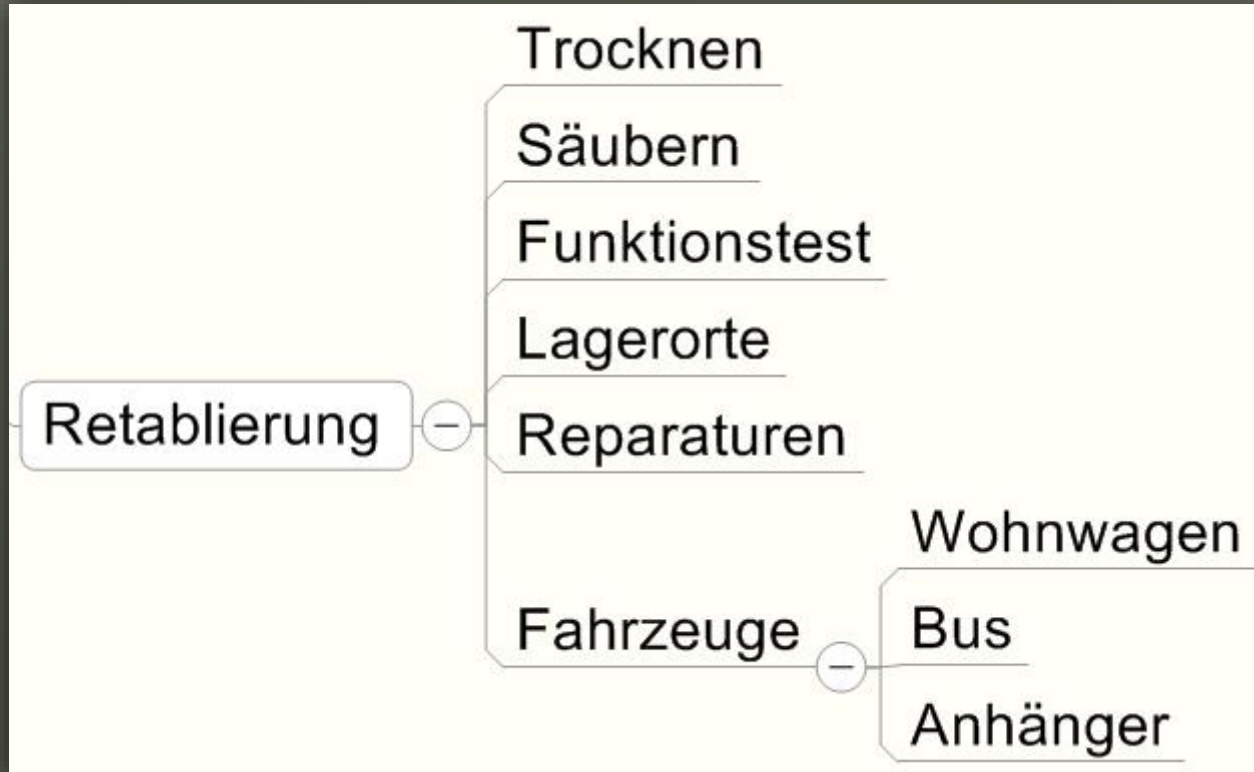 Retablierung
Trocknen
Säubern
Funktionstest
Lagerorte
Reparaturen
Fahrzeuge
Wohnwagen
Bus
Anhänger